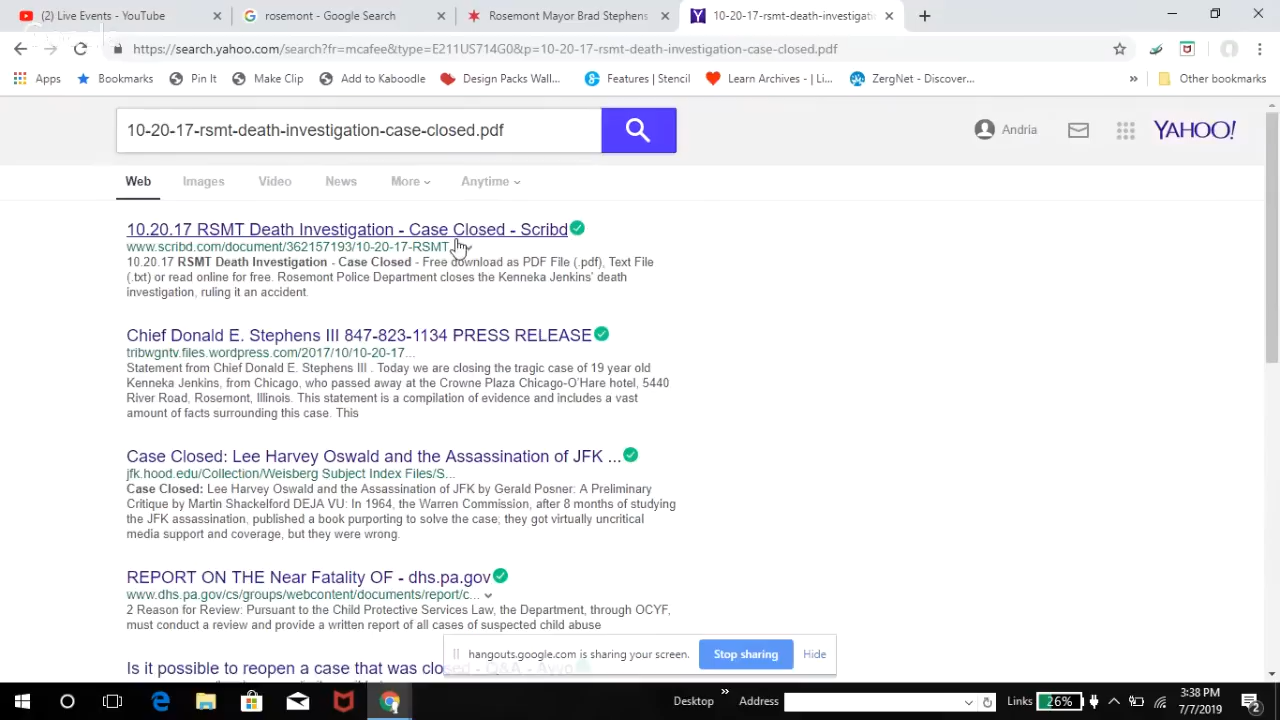 (2) Live Events - YouTube
rosemont - Google Search
Rosemont Mayor Brad Stephens
10-20-17-rsmt-death-investigati
https://search.yahoo.com/search?fr=mcafee&type=E211US714G0&p=10-20-17-rsmt-death-investigation-case-closed.pdf
Apps Bookmarks Pin It Make Clip Add to Kaboodle Design Packs Wall... Features | Stencil Learn Archives - | Li... ZergNet - Discover... » Other bookmarks
10-20-17-rsmt-death-investigation-case-closed.pdf
Andria
YAHOO!
Web Images Video News More Anytime
10.20.17 RSMT Death Investigation - Case Closed - Scribd
www.scribd.com/document/362157193/10-20-17-RSMT
10.20.17 RSMT Death Investigation - Case Closed - Free download as PDF File (.pdf), Text File
(.txt) or read online for free. Rosemont Police Department closes the Kenneka Jenkins' death
investigation, ruling it an accident.
Chief Donald E. Stephens III 847-823-1134 PRESS RELEASE
tribwgntv.files.wordpress.com/2017/10/10-20-17...
Statement from Chief Donald E. Stephens III . Today we are closing the tragic case of 19 year old
Kenneka Jenkins, from Chicago, who passed away at the Crowne Plaza Chicago-O'Hare hotel, 5440
River Road, Rosemont, Illinois. This statement is a compilation of evidence and includes a vast
amount of facts surrounding this case. This
Case Closed: Lee Harvey Oswald and the Assassination of JFK ...
jfk.hood.edu/Collection/Weisberg Subject Index Files/S...
Case Closed: Lee Harvey Oswald and the Assassination of JFK by Gerald Posner: A Preliminary
Critique by Martin Shackelford DEJA VU: In 1964, the Warren Commission, after 8 months of studying
the JFK assassination, published a book purporting to solve the case; they got virtually uncritical
media support and coverage, but they were wrong.
REPORT ON THE Near Fatality OF - dhs.pa.gov
www.dhs.pa.gov/cs/groups/webcontent/documents/report/c...
2 Reason for Review: Pursuant to the Child Protective Services Law, the Department, through OCYF,
must conduct a review and provide a written report of all cases of suspected child abuse
hangouts.google.com is sharing your screen. Stop sharing Hide
Is it possible to reopen a case that was closed - Q&A - Avvo
Desktop » Address Links 26% 3:38 PM
7/7/2019
2